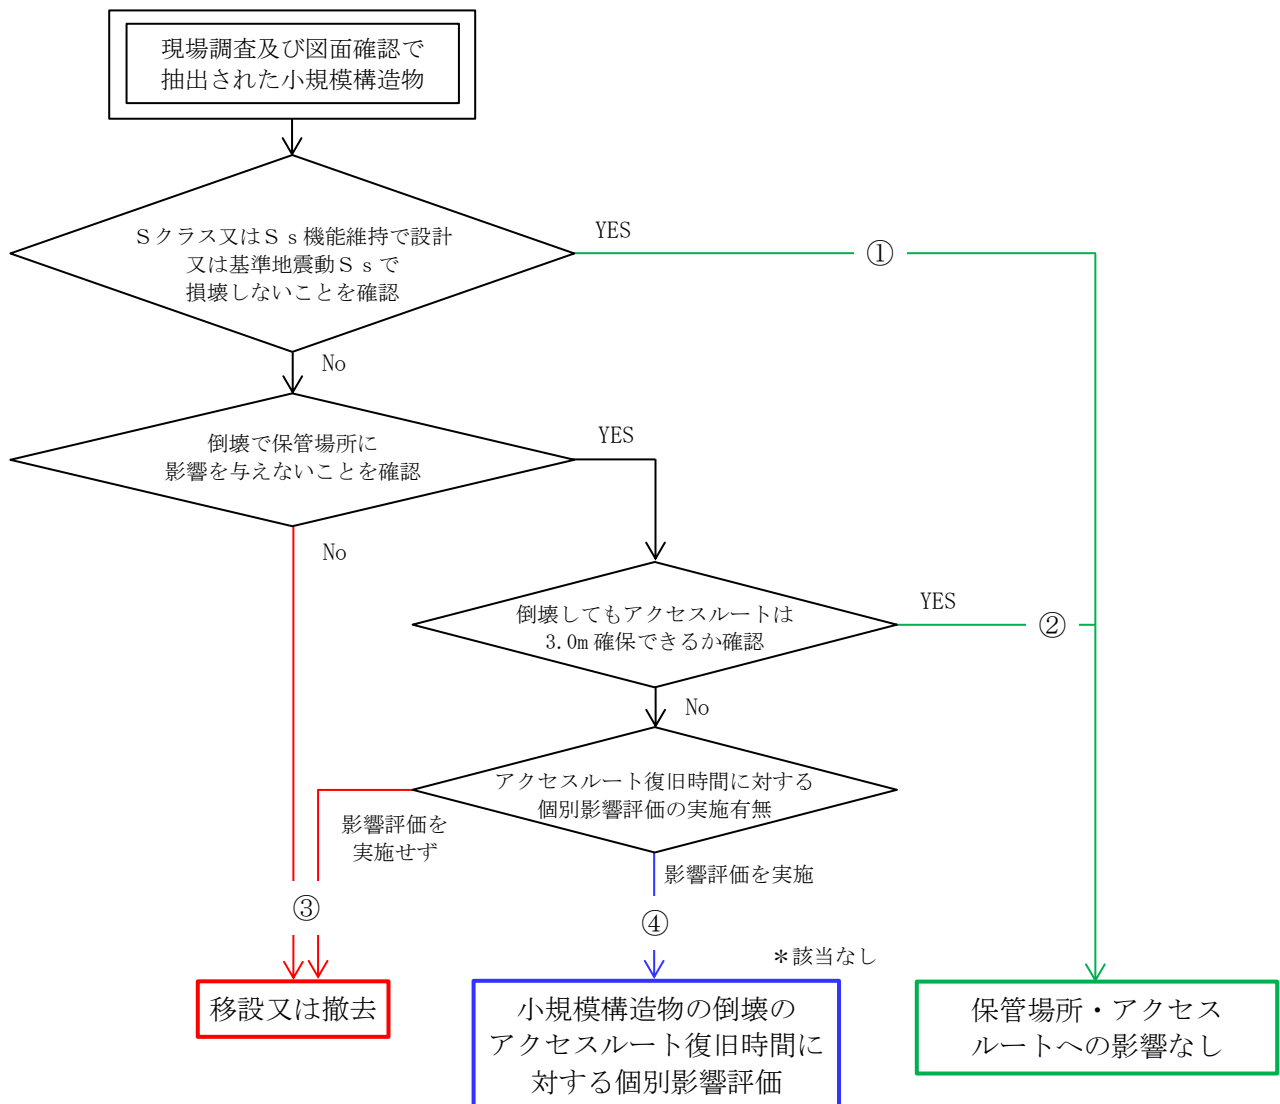 現場調査及び図面確認で
抽出された小規模構造物
Sクラス又はSs機能維持で設計
又は基準地震動Ssで
損壊しないことを確認
YES
①
No
倒壊で保管場所に
影響を与えないことを確認
YES
No
倒壊してもアクセスルートは
3.0m確保できるか確認
YES
②
No
アクセスルート復旧時間に対する
個別影響評価の実施有無
影響評価を
実施せず
影響評価を実施
③
④
＊該当なし
移設又は撤去
小規模構造物の倒壊の
アクセスルート復旧時間に
対する個別影響評価
保管場所・アクセス
ルートへの影響なし